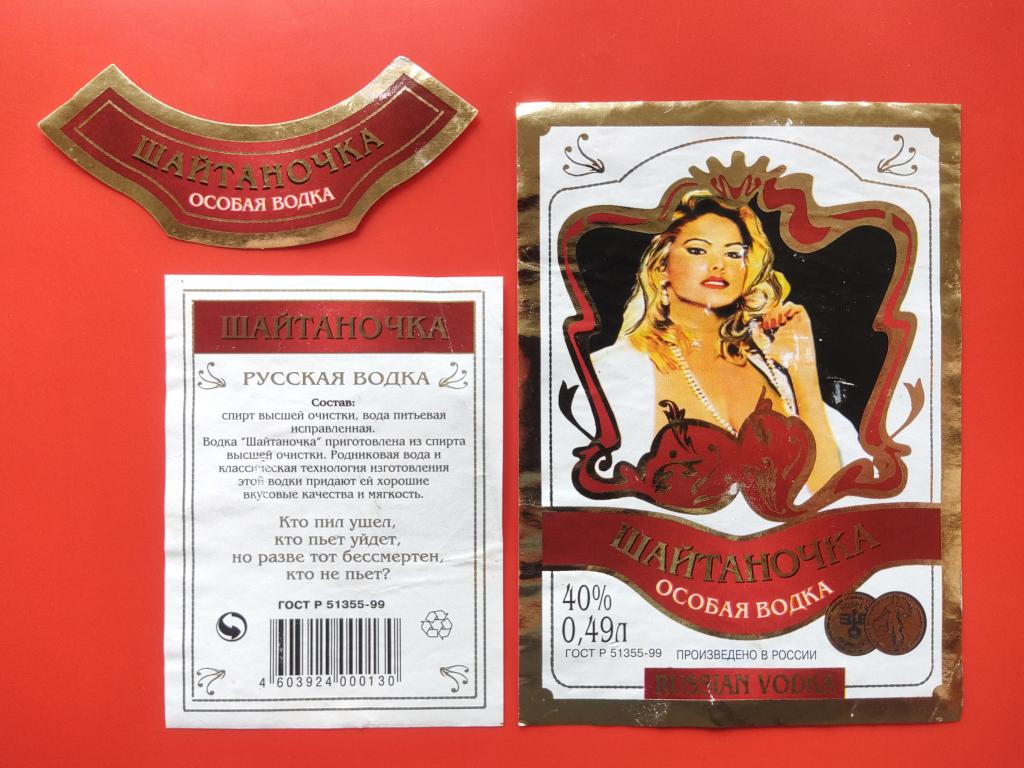 ШАЙТАНОЧКА
ОСОБАЯ ВОДКА
ШАЙТАНОЧКА
РУССКАЯ ВОДКА
Состав:
спирт высшей очистки, вода питьевая
исправленная.
Водка "Шайтаночка" приготовлена из спирта
высшей очистки. Родниковая вода и
классическая технология изготовления
этой водки придают ей хорошие
вкусовые качества и мягкость.
Кто пил ушел,
кто пьет уйдет,
но разве тот бессмертен,
кто не пьет?
ГОСТ Р 51355-99
4 603924 000130
ШАЙТАНОЧКА
ОСОБАЯ ВОДКА
40%
0,49л
ГОСТ Р 51355-99 ПРОИЗВЕДЕНО В РОССИИ
RUSSIAN VODKA